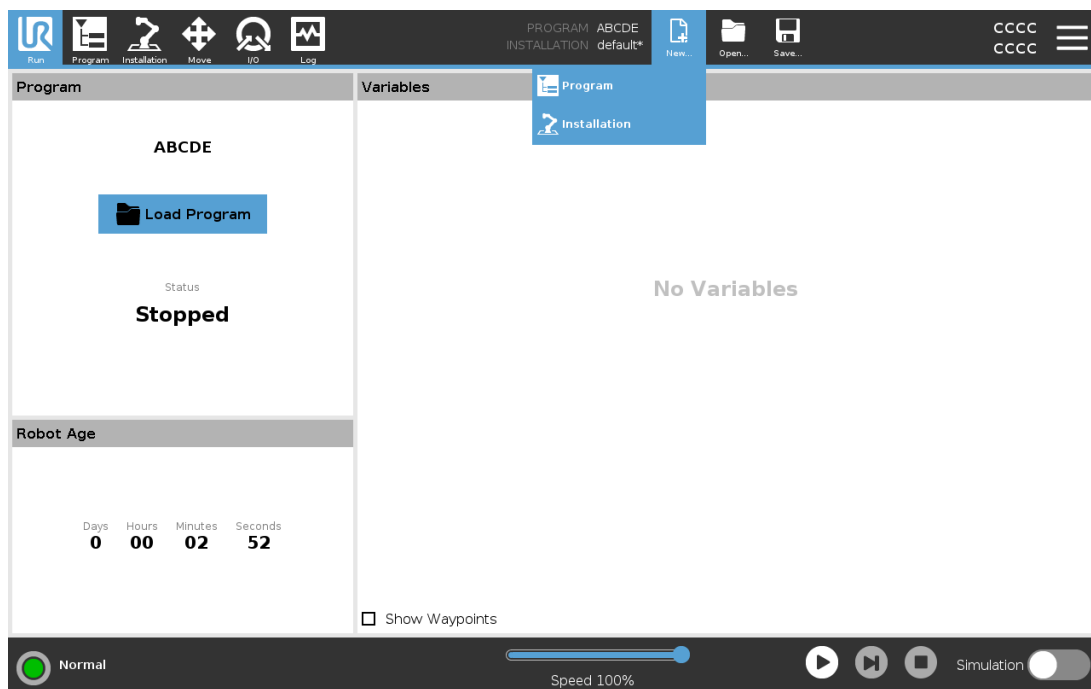 PROGRAM ABCDE
INSTALLATION default*
CCCC
CCCC
Run Program Installation Move I/O Log New... Open... Save...
Program
Installation
Program
Variables
ABCDE
Load Program
Status
Stopped
No Variables
Robot Age
Days Hours Minutes Seconds
0 00 02 52
Show Waypoints
Normal
Speed 100%
Simulation